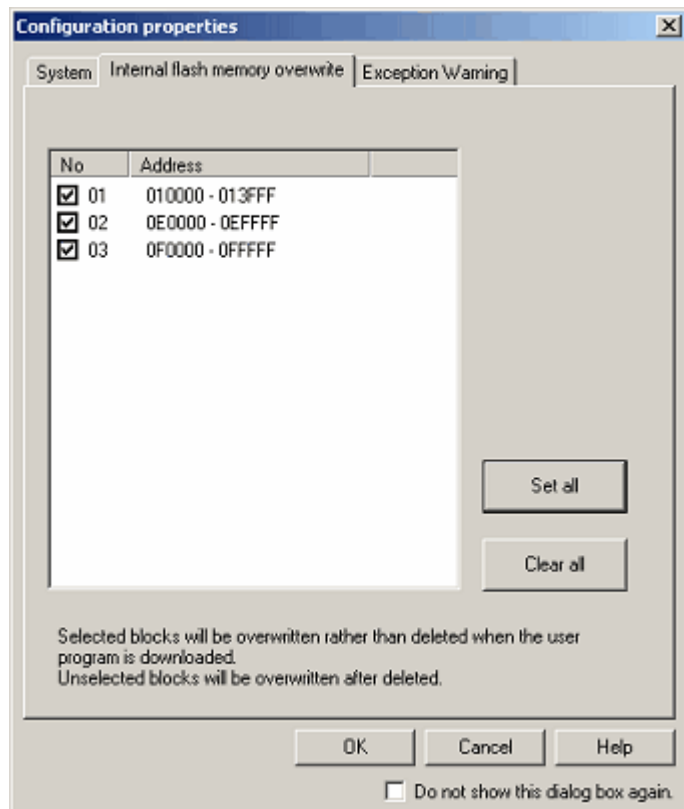 Configuration properties
System Internal flash memory overwrite Exception Warning
No Address
01 010000 - 013FFF
02 0E0000 - 0EFFFF
03 0F0000 - 0FFFFF
Set all
Clear all
Selected blocks will be overwritten rather than deleted when the user
program is downloaded.
Unselected blocks will be overwritten after deleted.
OK Cancel Help
Do not show this dialog box again.